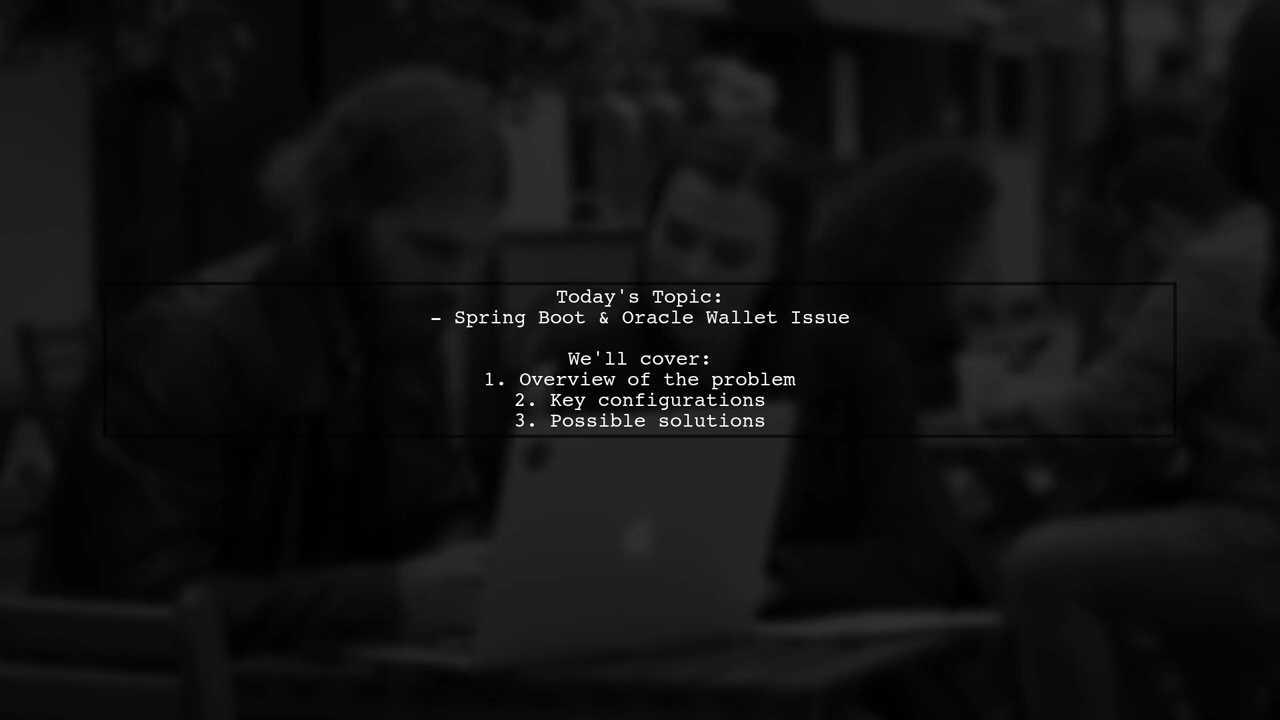 Today's Topic:
– Spring Boot & Oracle Wallet Issue
We'll cover:
1. Overview of the problem
2. Key configurations
3. Possible solutions